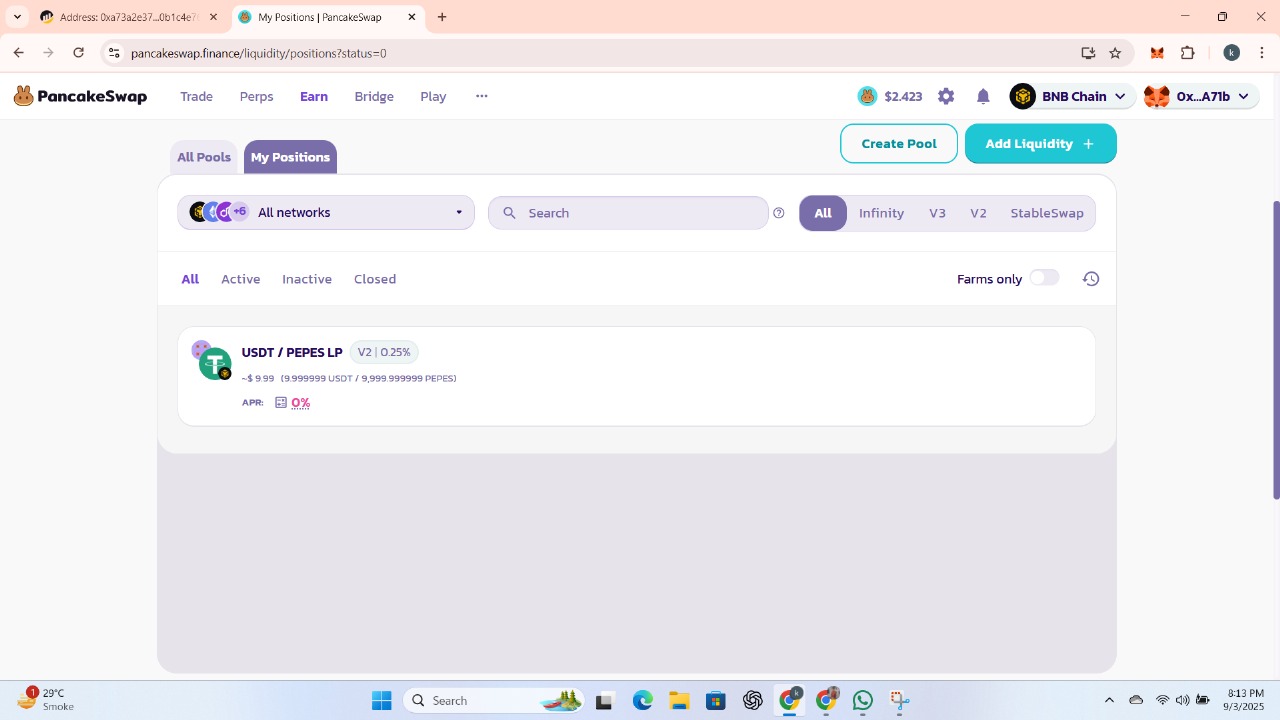 Address: 0xa73a2e37...0b1c4e7
My Positions | PancakeSwap
pancakeswap.finance/liquidity/positions?status=0
k
PancakeSwap
Trade
Perps
Earn
Bridge
Play
$2.423
BNB Chain
0x...A71b
All Pools
My Positions
Create Pool
Add Liquidity +
+6
All networks
Search
All
Infinity
V3
V2
StableSwap
All
Active
Inactive
Closed
Farms only
USDT / PEPES LP
V2 | 0.25%
~$ 9.99 (9.999999 USDT / 9,999.999999 PEPES)
APR:
0%
1
29°C
Smoke
Search
k
8:13 PM
9/3/2025